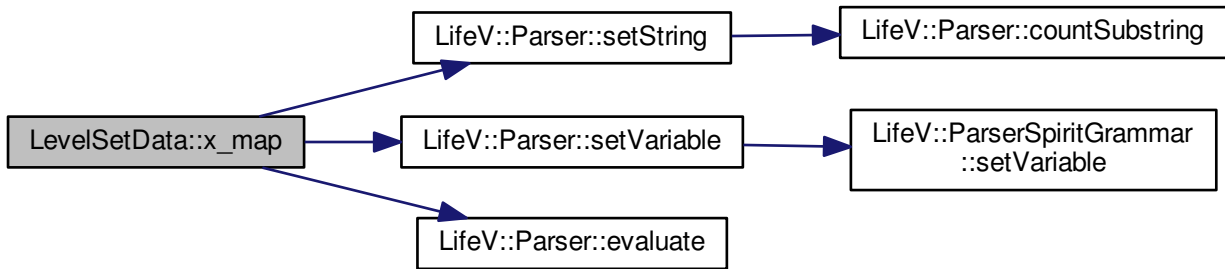 LevelSetData::x_map
LifeV::Parser::setString
LifeV::Parser::countSubstring
LifeV::Parser::setVariable
LifeV::ParserSpiritGrammar
::setVariable
LifeV::Parser::evaluate